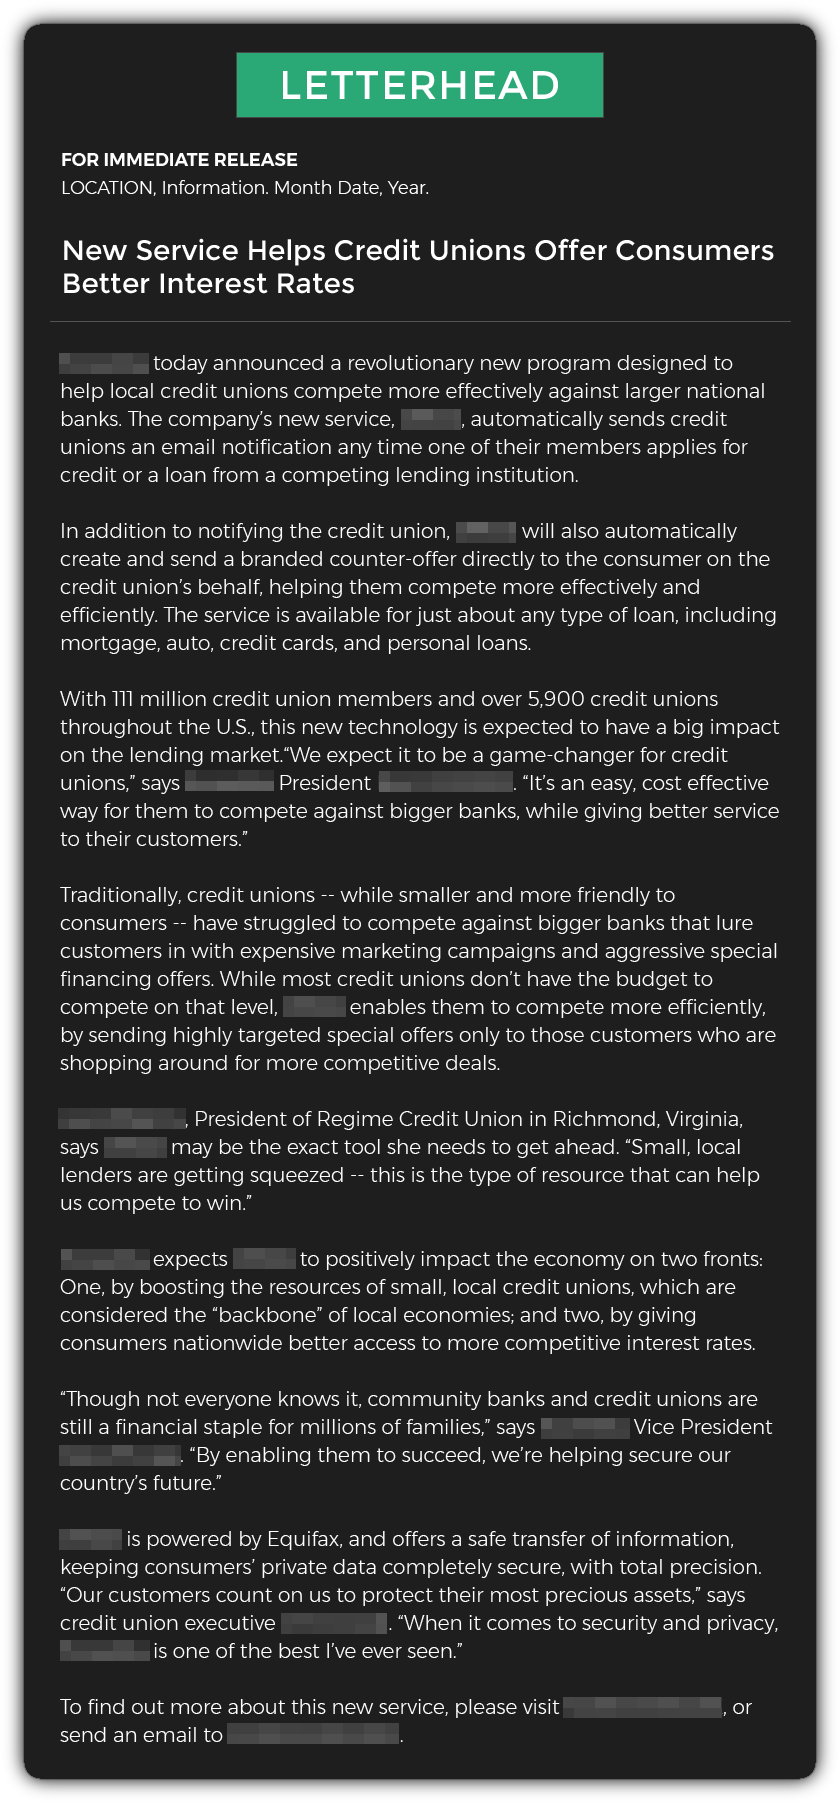 LETTERHEAD
FOR IMMEDIATE RELEASE
LOCATION, Information. Month Date, Year.
New Service Helps Credit Unions Offer Consumers
Better Interest Rates
today announced a revolutionary new program designed to
help local credit unions compete more effectively against larger national
banks. The company’s new service, , automatically sends credit
unions an email notification any time one of their members applies for
credit or a loan from a competing lending institution.
In addition to notifying the credit union, will also automatically
create and send a branded counter-offer directly to the consumer on the
credit union’s behalf, helping them compete more effectively and
efficiently. The service is available for just about any type of loan, including
mortgage, auto, credit cards, and personal loans.
With 111 million credit union members and over 5,900 credit unions
throughout the U.S., this new technology is expected to have a big impact
on the lending market.“We expect it to be a game-changer for credit
unions,” says President . “It’s an easy, cost effective
way for them to compete against bigger banks, while giving better service
to their customers.”
Traditionally, credit unions -- while smaller and more friendly to
consumers -- have struggled to compete against bigger banks that lure
customers in with expensive marketing campaigns and aggressive special
financing offers. While most credit unions don’t have the budget to
compete on that level, enables them to compete more efficiently,
by sending highly targeted special offers only to those customers who are
shopping around for more competitive deals.
, President of Regime Credit Union in Richmond, Virginia,
says may be the exact tool she needs to get ahead. “Small, local
lenders are getting squeezed -- this is the type of resource that can help
us compete to win.”
expects to positively impact the economy on two fronts:
One, by boosting the resources of small, local credit unions, which are
considered the “backbone” of local economies; and two, by giving
consumers nationwide better access to more competitive interest rates.
“Though not everyone knows it, community banks and credit unions are
still a financial staple for millions of families,” says Vice President
. “By enabling them to succeed, we’re helping secure our
country’s future.”
is powered by Equifax, and offers a safe transfer of information,
keeping consumers’ private data completely secure, with total precision.
“Our customers count on us to protect their most precious assets,” says
credit union executive . “When it comes to security and privacy,
is one of the best I’ve ever seen.”
To find out more about this new service, please visit , or
send an email to .